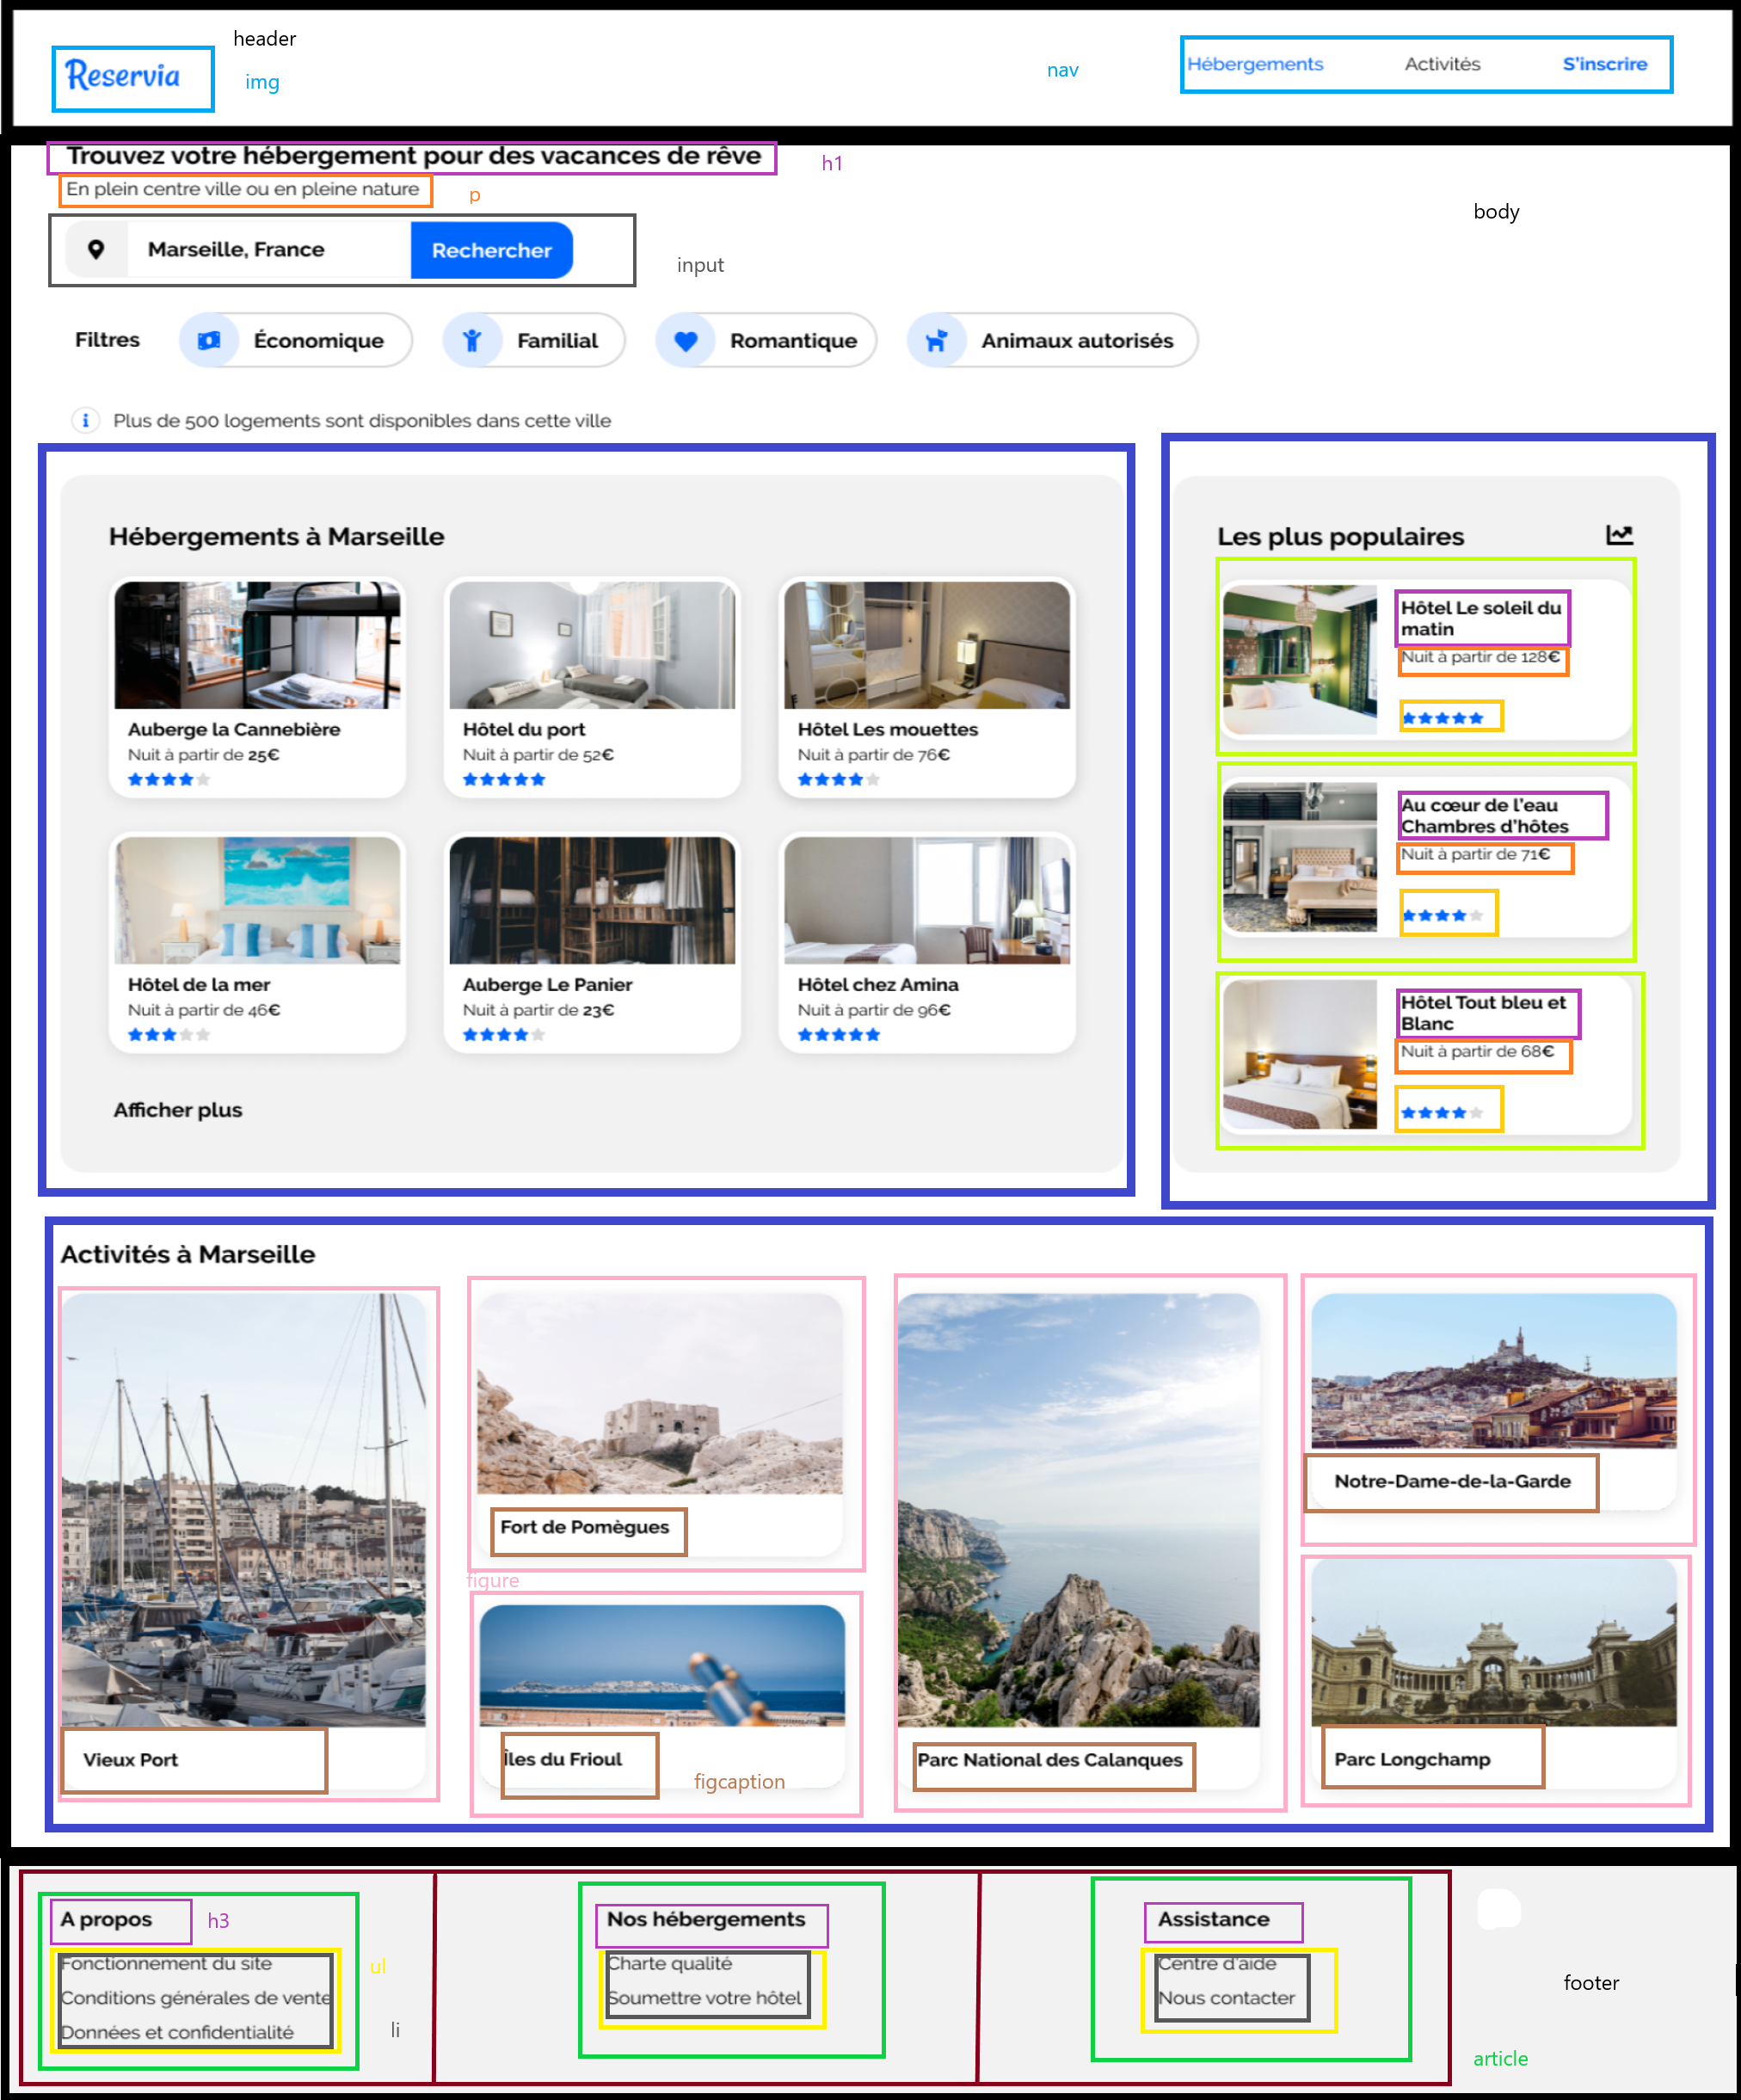 header
Reservia
img
nav
Hébergements Activités S'inscrire
Trouvez votre hébergement pour des vacances de rêve
h1
En plein centre ville ou en pleine nature
p
body
Marseille, France Rechercher
input
Filtres Économique Familial Romantique Animaux autorisés
Plus de 500 logements sont disponibles dans cette ville
Hébergements à Marseille
Auberge la Cannebière
Nuit à partir de 25€
Hôtel du port
Nuit à partir de 52€
Hôtel Les mouettes
Nuit à partir de 76€
Hôtel de la mer
Nuit à partir de 46€
Auberge Le Panier
Nuit à partir de 23€
Hôtel chez Amina
Nuit à partir de 96€
Afficher plus
Les plus populaires
Hôtel Le soleil du
matin
Nuit à partir de 128€
Au cœur de l'eau
Chambres d'hôtes
Nuit à partir de 71€
Hôtel Tout bleu et
Blanc
Nuit à partir de 68€
Activités à Marseille
Vieux Port
Fort de Pomègues
figure
Îles du Frioul
figcaption
Parc National des Calanques
Notre-Dame-de-la-Garde
Parc Longchamp
A propos
h3
Fonctionnement du site
ul
Conditions générales de vente
li
Données et confidentialité
Nos hébergements
Charte qualité
Soumettre votre hôtel
Assistance
Centre d'aide
Nous contacter
footer
article